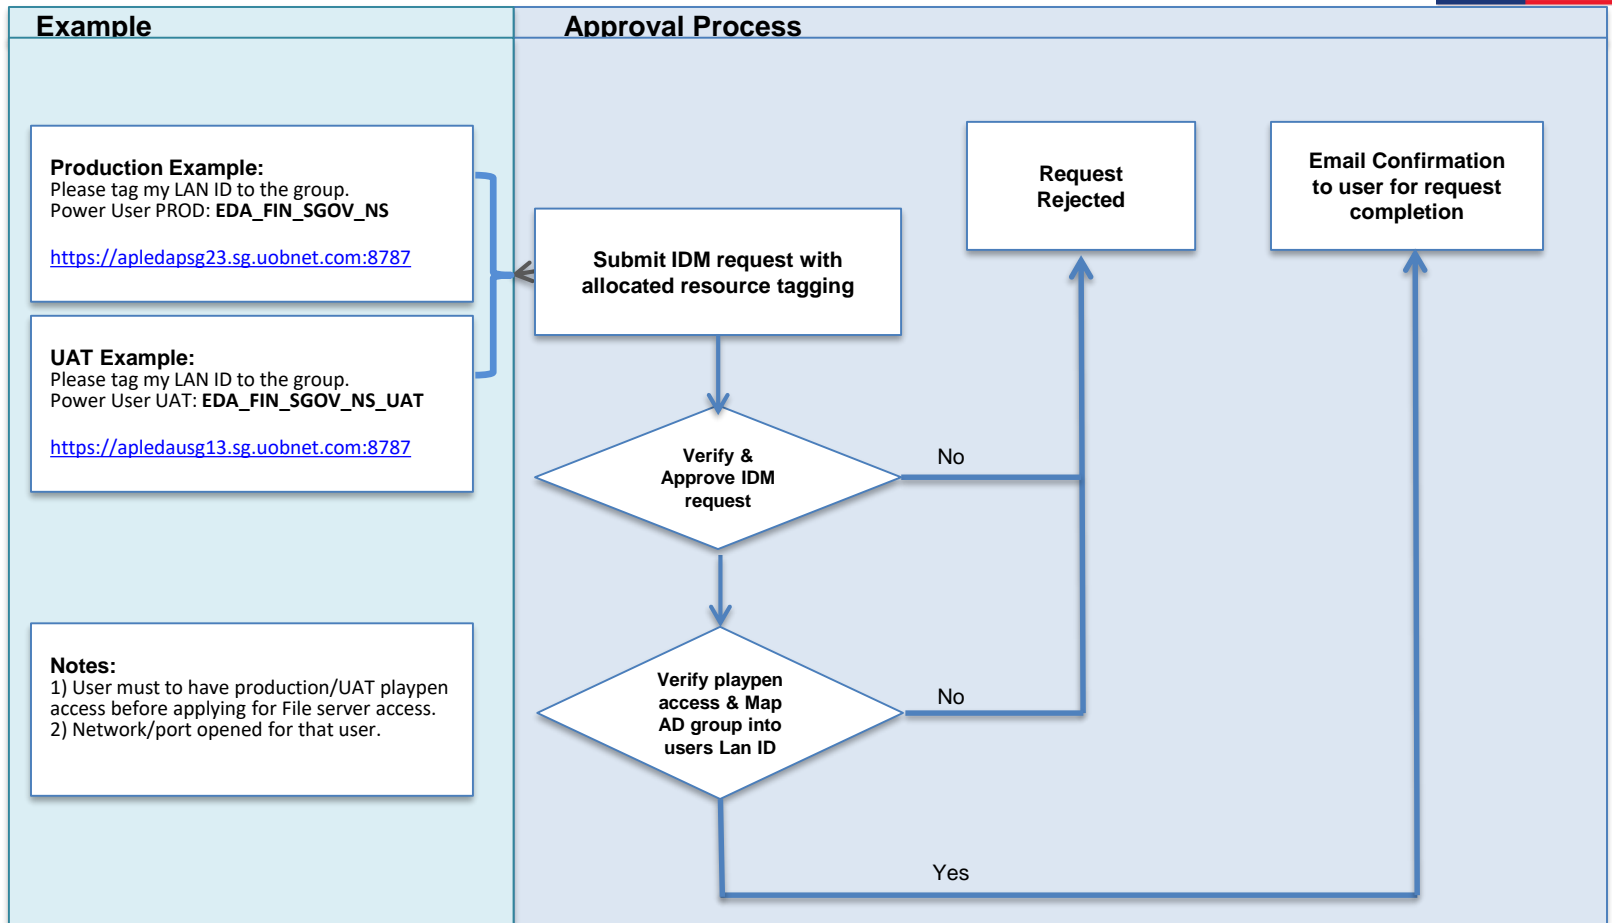 Example
Approval Process
Production Example:
Please tag my LAN ID to the group.
Power User PROD: EDA_FIN_SGOV_NS
https://apledapsg23.sg.uobnet.com:8787
UAT Example:
Please tag my LAN ID to the group.
Power User UAT: EDA_FIN_SGOV_NS_UAT
https://apledausg13.sg.uobnet.com:8787
Notes:
1) User must to have production/UAT playpen
access before applying for File server access.
2) Network/port opened for that user.
Submit IDM request with
allocated resource tagging
Request
Rejected
Email Confirmation
to user for request
completion
Verify &
Approve IDM
request
No
Verify playpen
access & Map
AD group into
users Lan ID
No
Yes